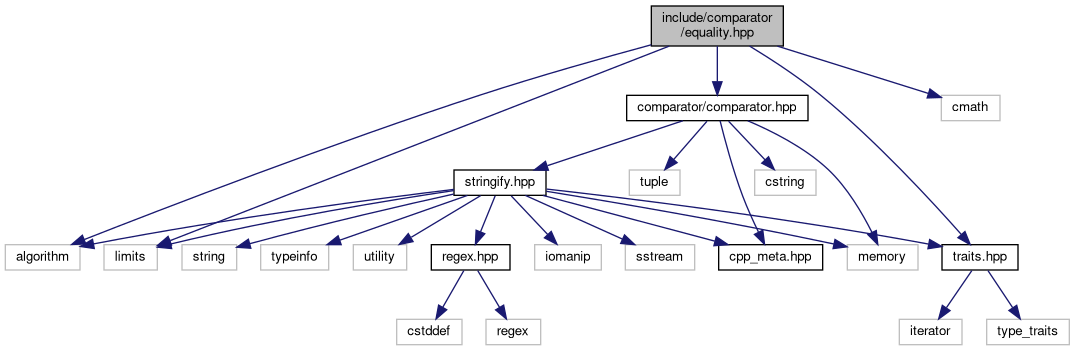 include/comparator
/equality.hpp
comparator/comparator.hpp
cmath
stringify.hpp
tuple
cstring
algorithm
limits
string
typeinfo
utility
regex.hpp
iomanip
sstream
cpp_meta.hpp
memory
traits.hpp
cstddef
regex
iterator
type_traits